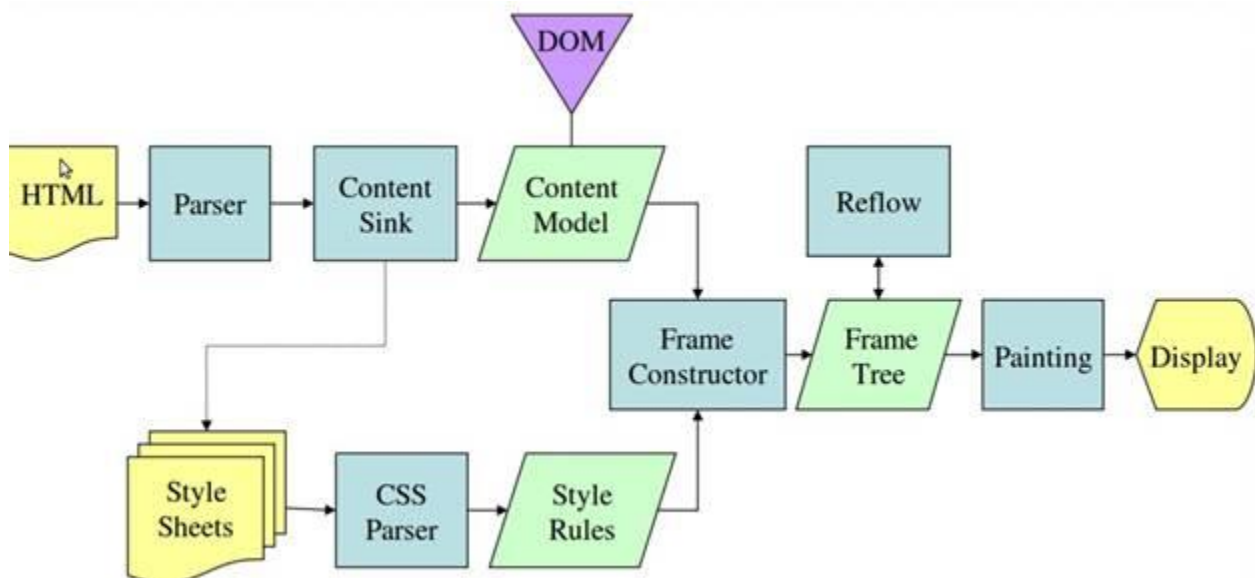 DOM
HTML
Parser
Content
Sink
Content
Model
Reflow
Frame
Constructor
Frame
Tree
Painting
Display
Style
Sheets
CSS
Parser
Style
Rules